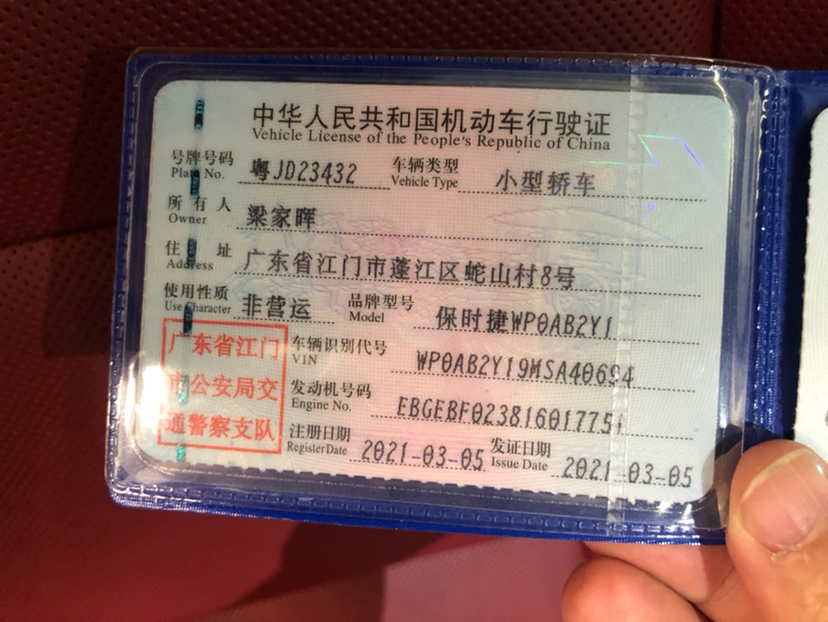 中华人民共和国机动车行驶证
Vehicle License of the People's Republic of China
号牌号码 粤JD23432 车辆类型 小型轿车
Plate No. Vehicle Type
所有人 梁家晖
Owner
住址 广东省江门市蓬江区蛇山村8号
Address
使用性质 非营运 品牌型号 保时捷WP0AB2Y1
Use Character Model
广东省江门
市公安局交
通警察支队
车辆识别代号 WP0AB2Y19MSA40694
VIN
发动机号码
Engine No.
注册日期 2021-03-05 发证日期 2021-03-05
Register Date Issue Date